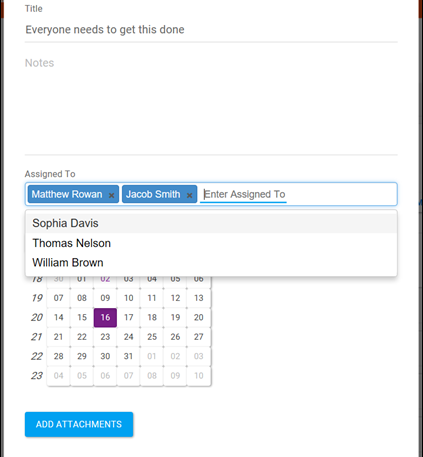 Title
Everyone needs to get this done
Notes
Assigned To
Matthew Rowan × Jacob Smith × Enter Assigned To
Sophia Davis
Thomas Nelson
William Brown
18 30 01 02 03 04 05 06
19 07 08 09 10 11 12 13
20 14 15 16 17 18 19 20
21 21 22 23 24 25 26 27
22 28 29 30 31 01 02 03
23 04 05 06 07 08 09 10
ADD ATTACHMENTS